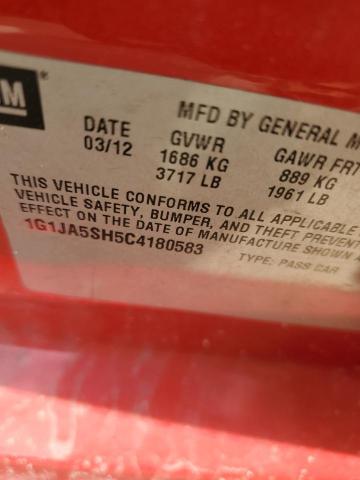 GM®
MFD BY GENERAL M
DATE GVWR GAWR FRT
03/12 1686 KG 889 KG
3717 LB 1961 LB
THIS VEHICLE CONFORMS TO ALL APPLICABLE
VEHICLE SAFETY, BUMPER, AND THEFT PREVENT
EFFECT ON THE DATE OF MANUFACTURE SHOWN A
1G1JA5SH5C4180583
TYPE: PASS CAR